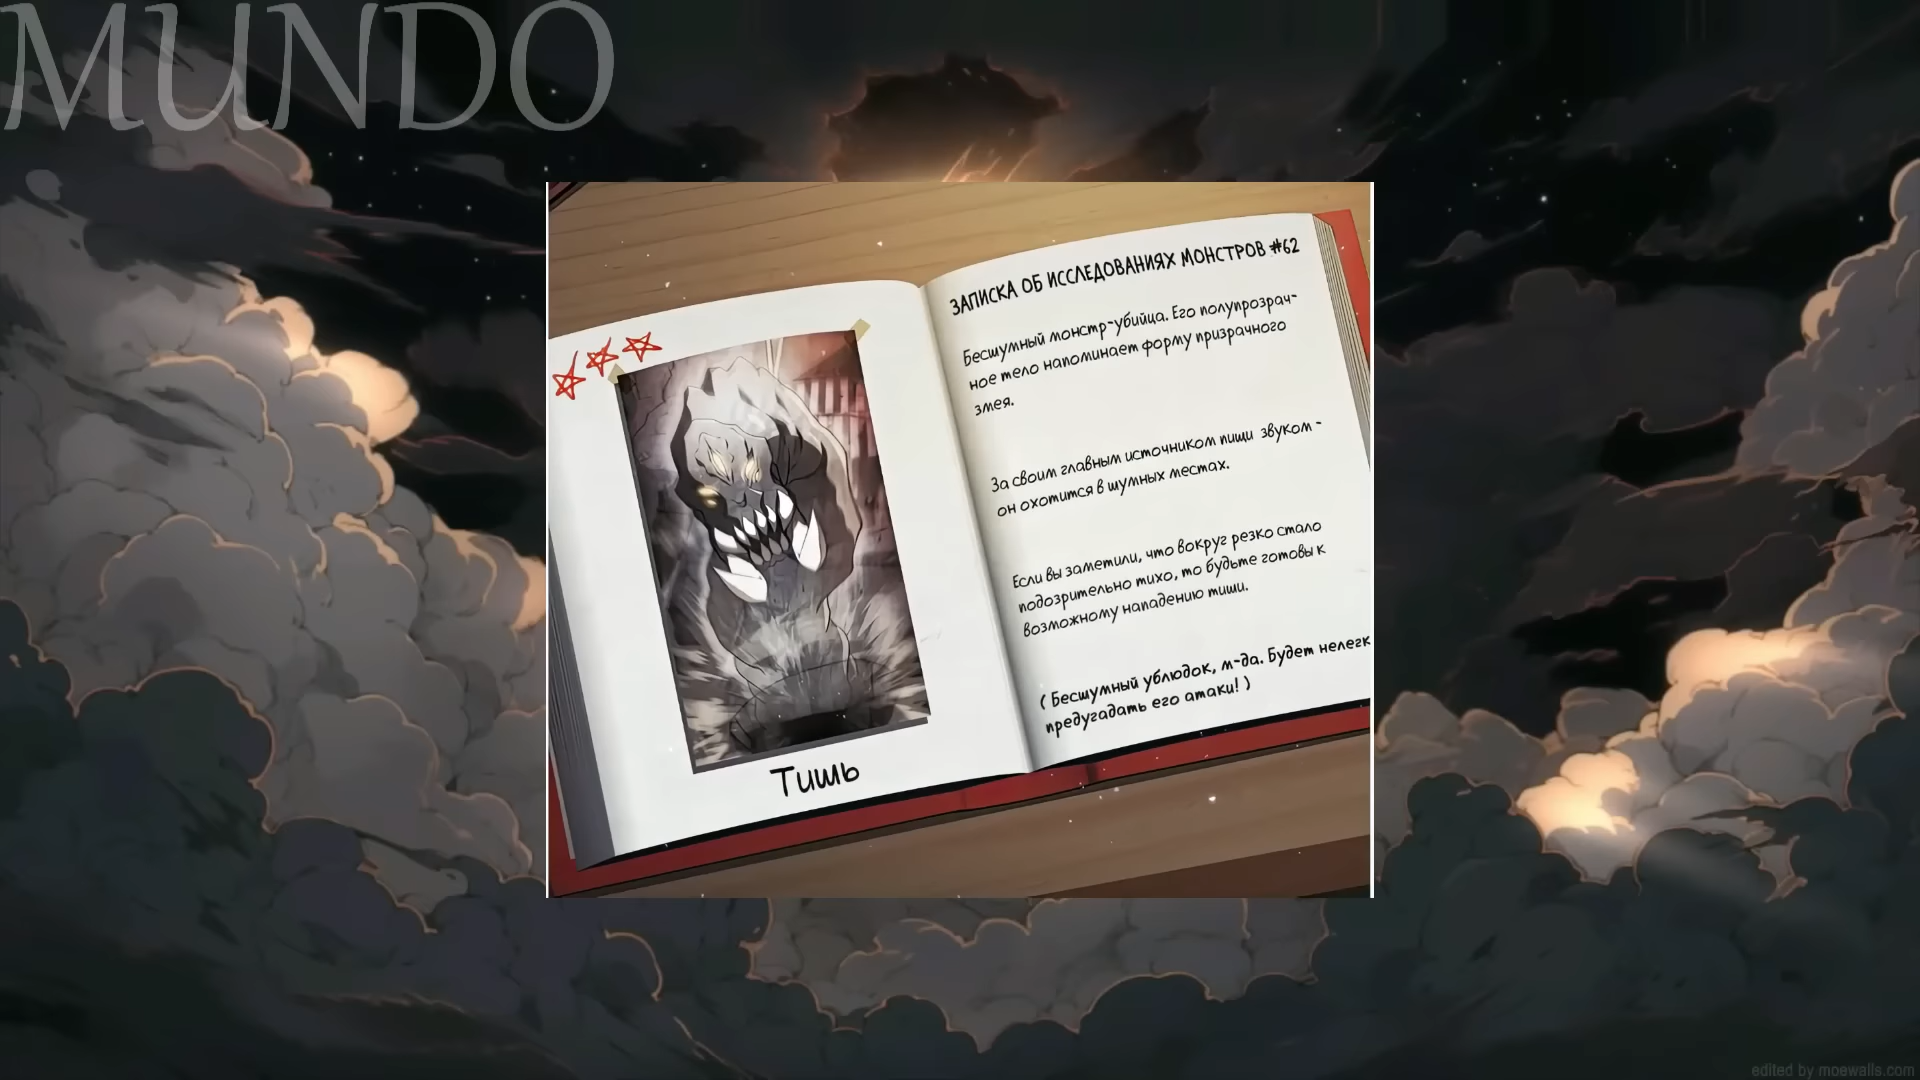 MUNDO
ЗАПИСКА ОБ ИССЛЕДОВАНИЯХ МОНСТРОВ #62
Бесшумный монстр-убийца. Его полупрозрач-
ное тело напоминает форму призрачного
змея.
За своим главным источником пищи звуком -
он охотится в шумных местах.
Если вы заметили, что вокруг резко стало
подозрительно тихо, то будьте готовы к
возможному нападению тиши.
( Бесшумный ублюдок, м-да. Будет нелегк
предугадать его атаки! )
Тишь
edited by moewalls.com